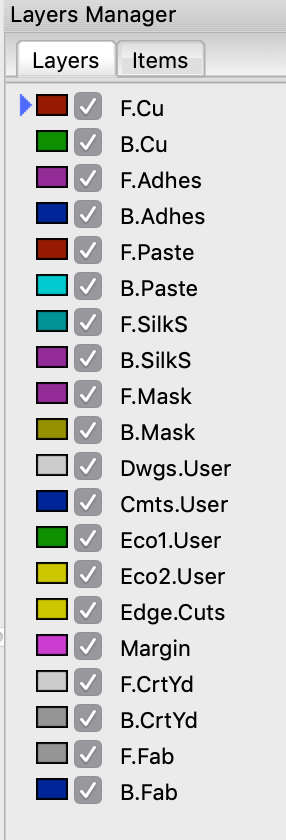 Layers Manager
Layers Items
F.Cu
B.Cu
F.Adhes
B.Adhes
F.Paste
B.Paste
F.SilkS
B.SilkS
F.Mask
B.Mask
Dwgs.User
Cmts.User
Eco1.User
Eco2.User
Edge.Cuts
Margin
F.CrtYd
B.CrtYd
F.Fab
B.Fab